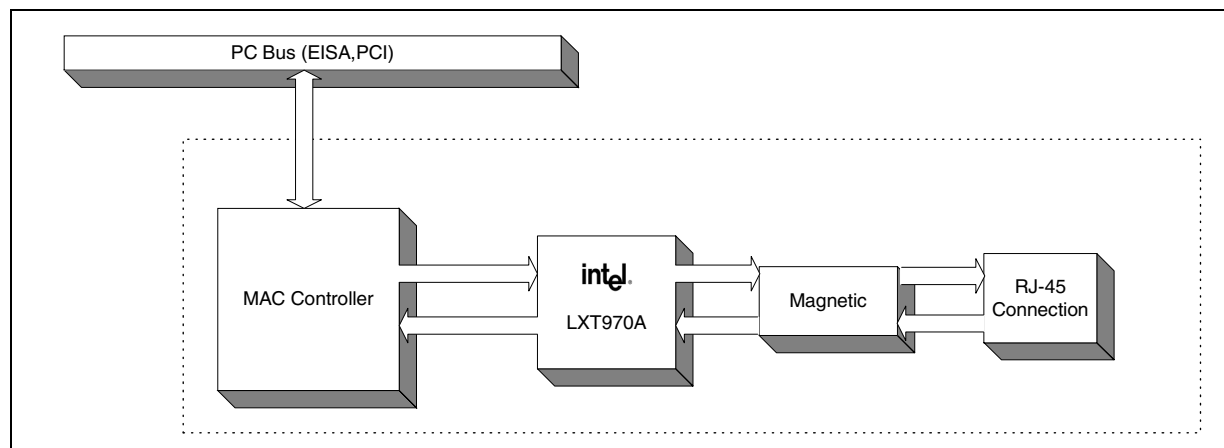 PC Bus (EISA,PCI)
MAC Controller
intel®
LXT970A
Magnetic
RJ-45
Connection